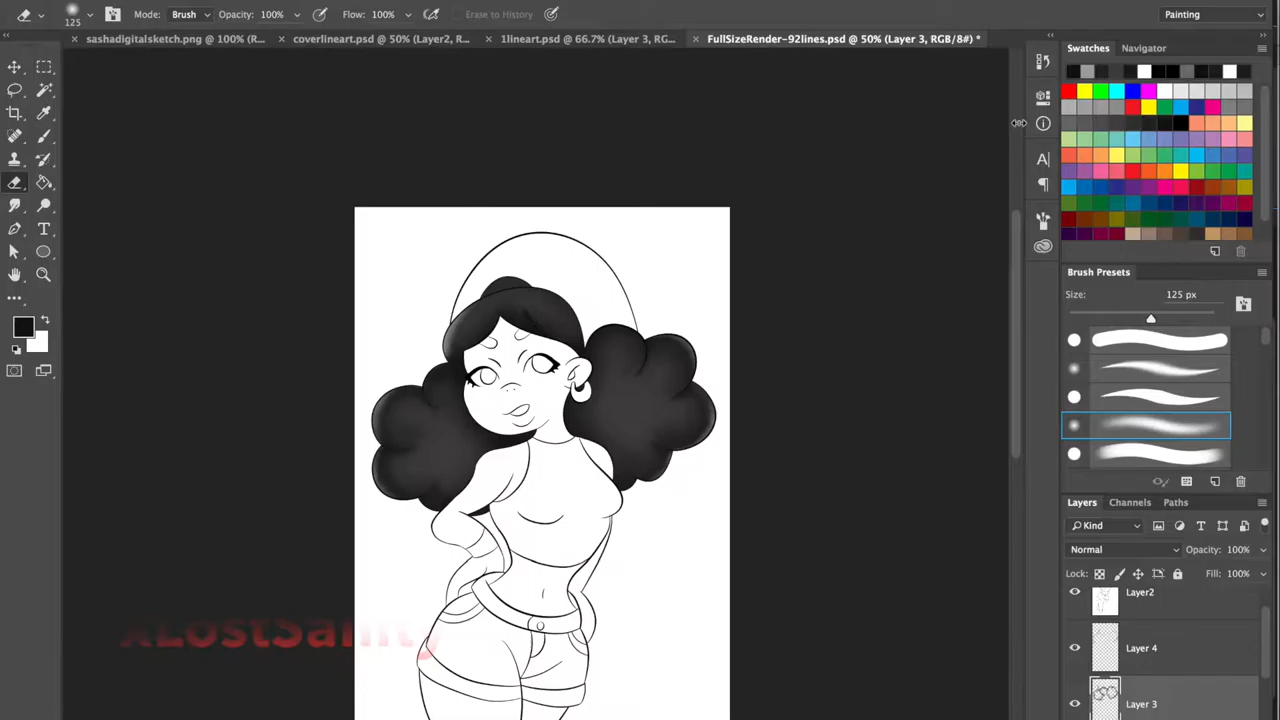 125 Mode: Brush Opacity: 100% Flow: 100% Erase to History Painting
× sashadigitalsketch.png @ 100% (R... × coverlineart.psd @ 50% (Layer2, R... × 1lineart.psd @ 66.7% (Layer 3, RG... × FullSizeRender-92lines.psd @ 50% (Layer 3, RGB/8#) *
Swatches Navigator
Brush Presets
Size: 125 px
Layers Channels Paths
Kind
Normal Opacity: 100%
Lock: Fill: 100%
Layer2
Layer 4
Layer 3
xLostSanity